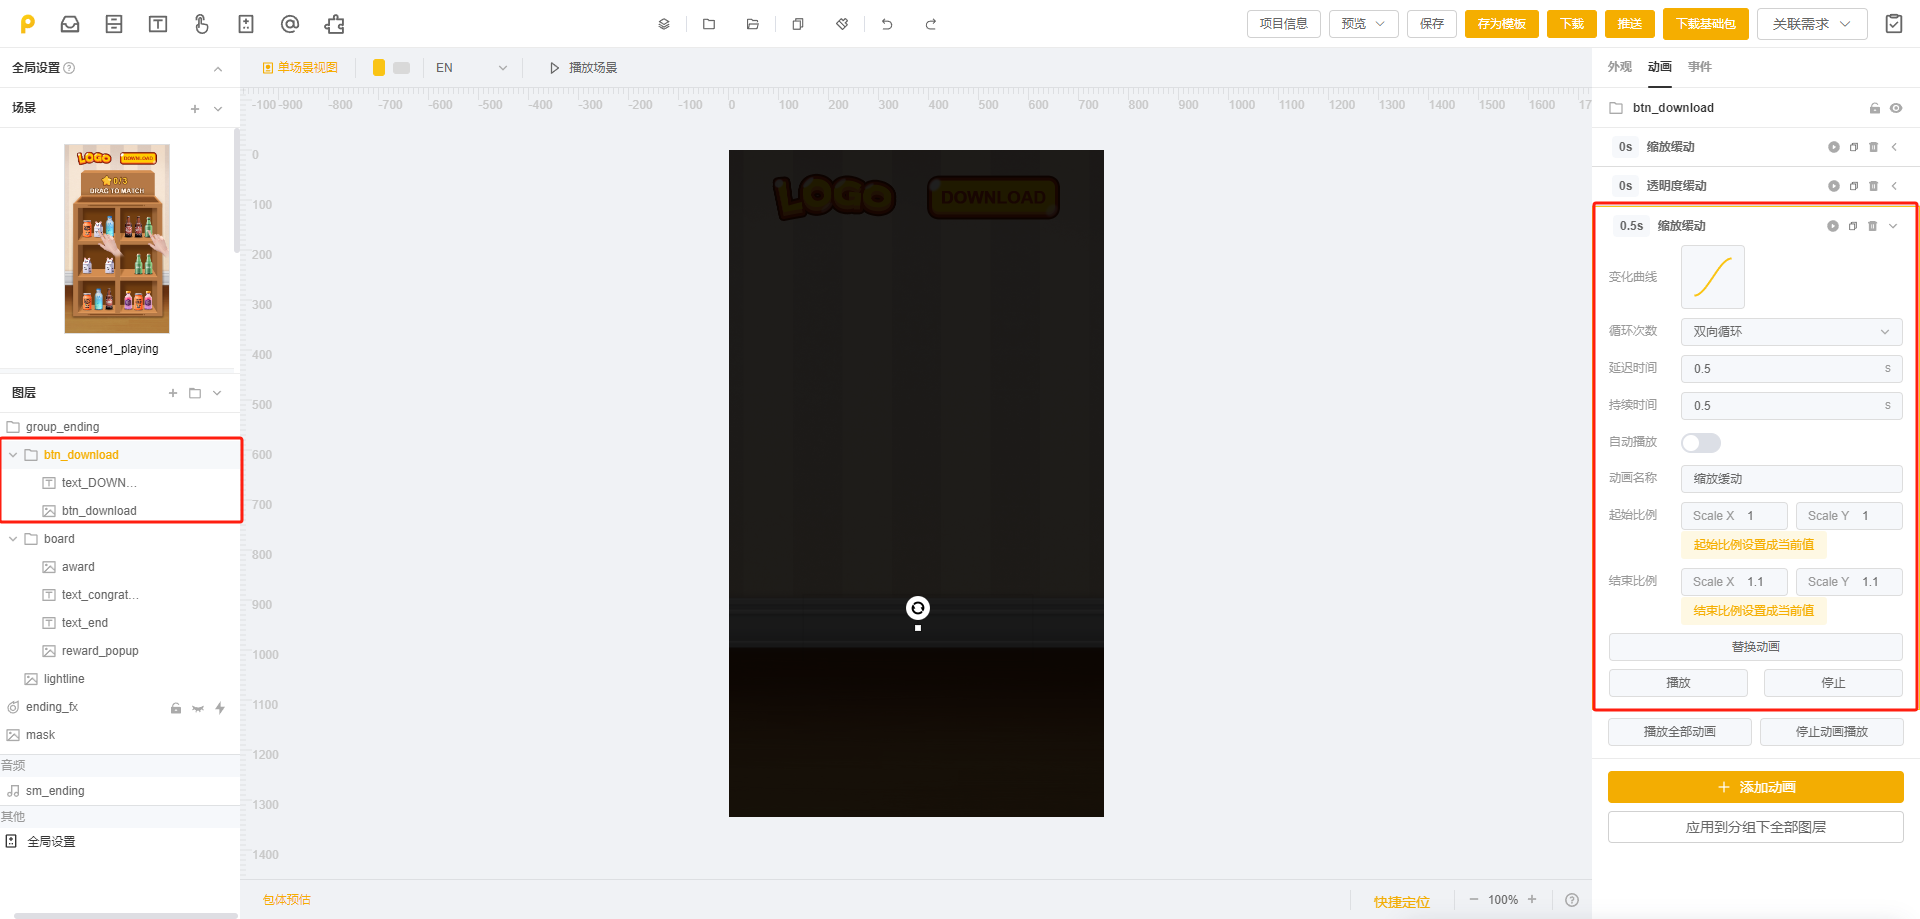 项目信息
预览
保存
存为模板
下载
推送
下载基础包
关联需求
全局设置
单场景视图
EN
播放场景
外观 动画 事件
场景
-100 -900 -800 -700 -600 -500 -400 -300 -200 -100 0 100 200 300 400 500 600 700 800 900 1000 1100 1200 1300 1400 1500 1600 17
btn_download
LOGO
DOWNLOAD
0/3
DRAG TO MATCH
scene1_playing
图层
group_ending
btn_download
text_DOWN...
btn_download
board
award
text_congrat...
text_end
reward_popup
lightline
ending_fx
mask
音频
sm_ending
其他
全局设置
0
100
200
300
400
500
600
700
800
900
1000
1100
1200
1300
1400
LOGO
DOWNLOAD
0s 缩放缓动
0s 透明度缓动
0.5s 缩放缓动
变化曲线
循环次数 双向循环
延迟时间 0.5 s
持续时间 0.5 s
自动播放
动画名称 缩放缓动
起始比例 Scale X 1 Scale Y 1
起始比例设置成当前值
结束比例 Scale X 1.1 Scale Y 1.1
结束比例设置成当前值
替换动画
播放 停止
播放全部动画 停止动画播放
添加动画
应用到分组下全部图层
包体预估
快捷定位
100%